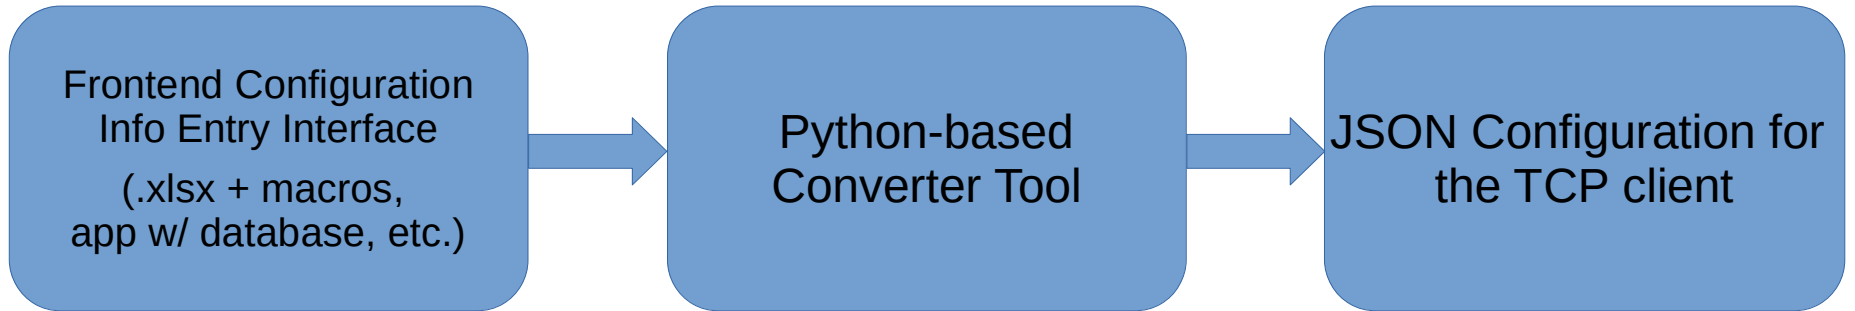 Frontend Configuration
Info Entry Interface
(.xlsx + macros,
app w/ database, etc.)
Python-based
Converter Tool
JSON Configuration for
the TCP client